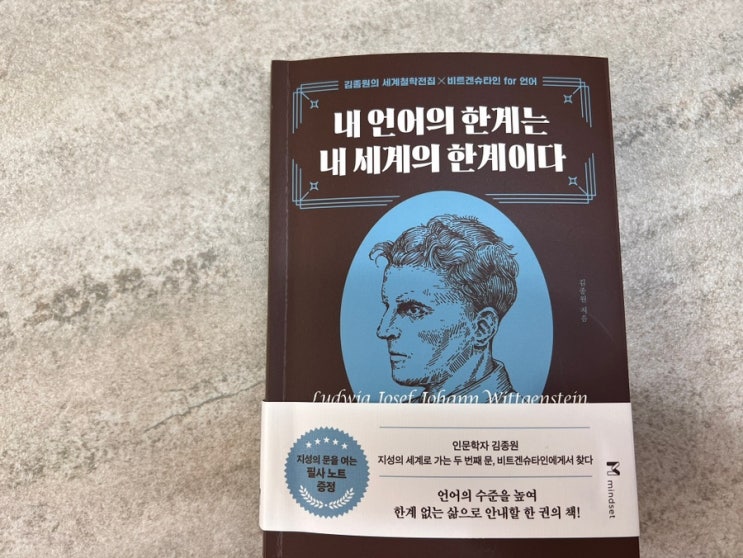 김종원의 세계철학전집 × 비트겐슈타인 for 언어
내 언어의 한계는
내 세계의 한계이다
김종원 지음
Ludwig Josef Johann Wittgenstein
★★★★★
지성의 문을 여는
필사 노트
증정
인문학자 김종원
지성의 세계로 가는 두 번째 문, 비트겐슈타인에게서 찾다
언어의 수준을 높여
한계 없는 삶으로 안내할 한 권의 책!
mindset